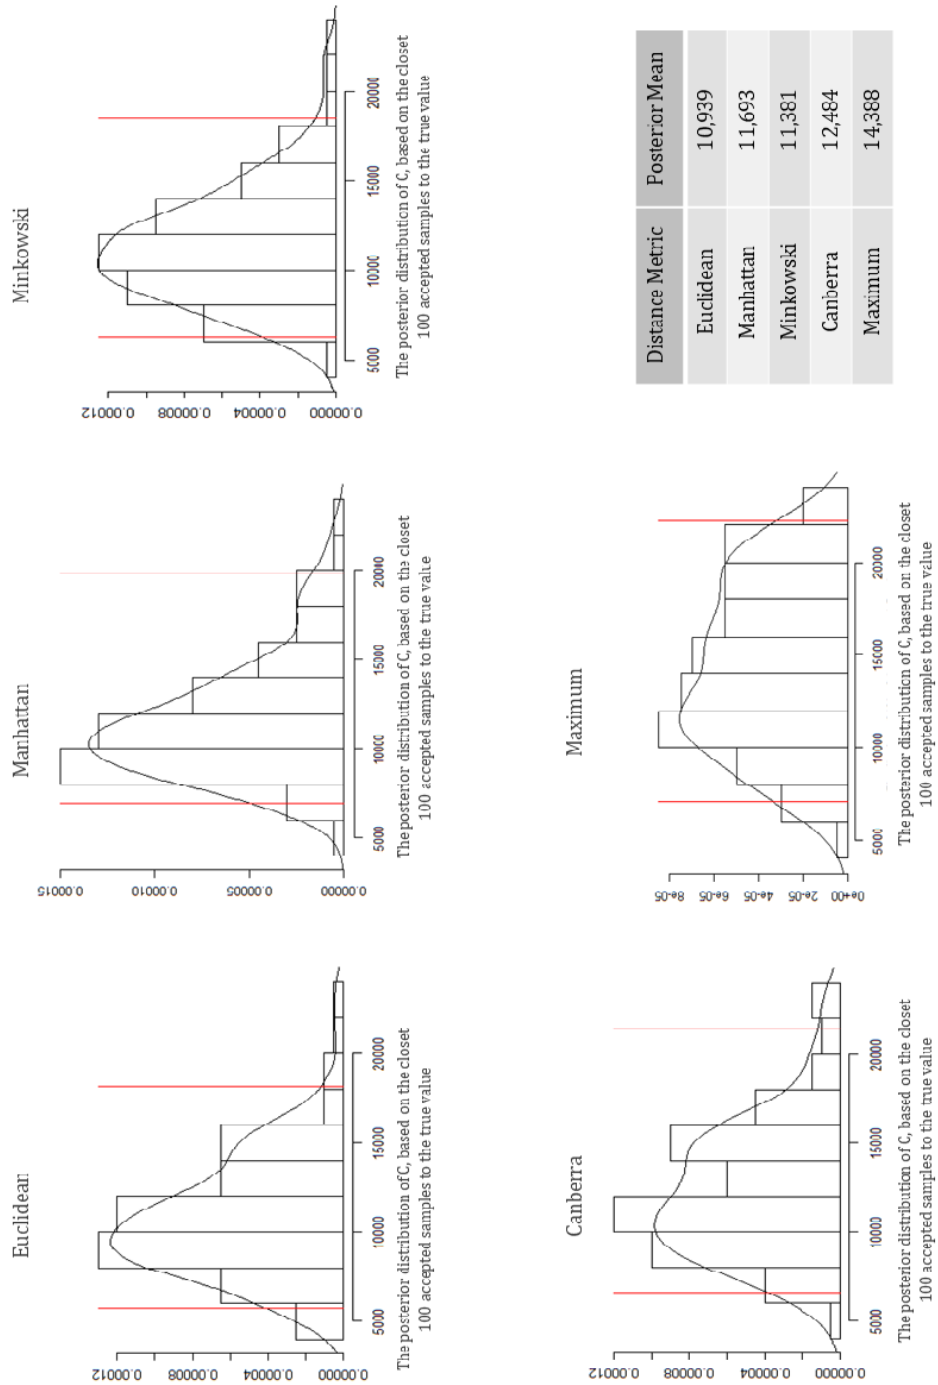 Euclidean
0.00012
0.00008
0.00004
0.00000
5000
10000
15000
20000
The posterior distribution of C, based on the closet
100 accepted samples to the true value
Manhattan
0.00015
0.00010
0.00005
0.00000
5000
10000
15000
20000
The posterior distribution of C, based on the closet
100 accepted samples to the true value
Minkowski
0.00012
0.00008
0.00004
0.00000
5000
10000
15000
20000
The posterior distribution of C, based on the closet
100 accepted samples to the true value
Canberra
0.00012
0.00008
0.00004
0.00000
5000
10000
15000
20000
The posterior distribution of C, based on the closet
100 accepted samples to the true value
Maximum
8e-05
6e-05
4e-05
2e-05
0e+00
5000
10000
15000
20000
The posterior distribution of C, based on the closet
100 accepted samples to the true value
Distance Metric Posterior Mean
Euclidean 10,939
Manhattan 11,693
Minkowski 11,381
Canberra 12,484
Maximum 14,388